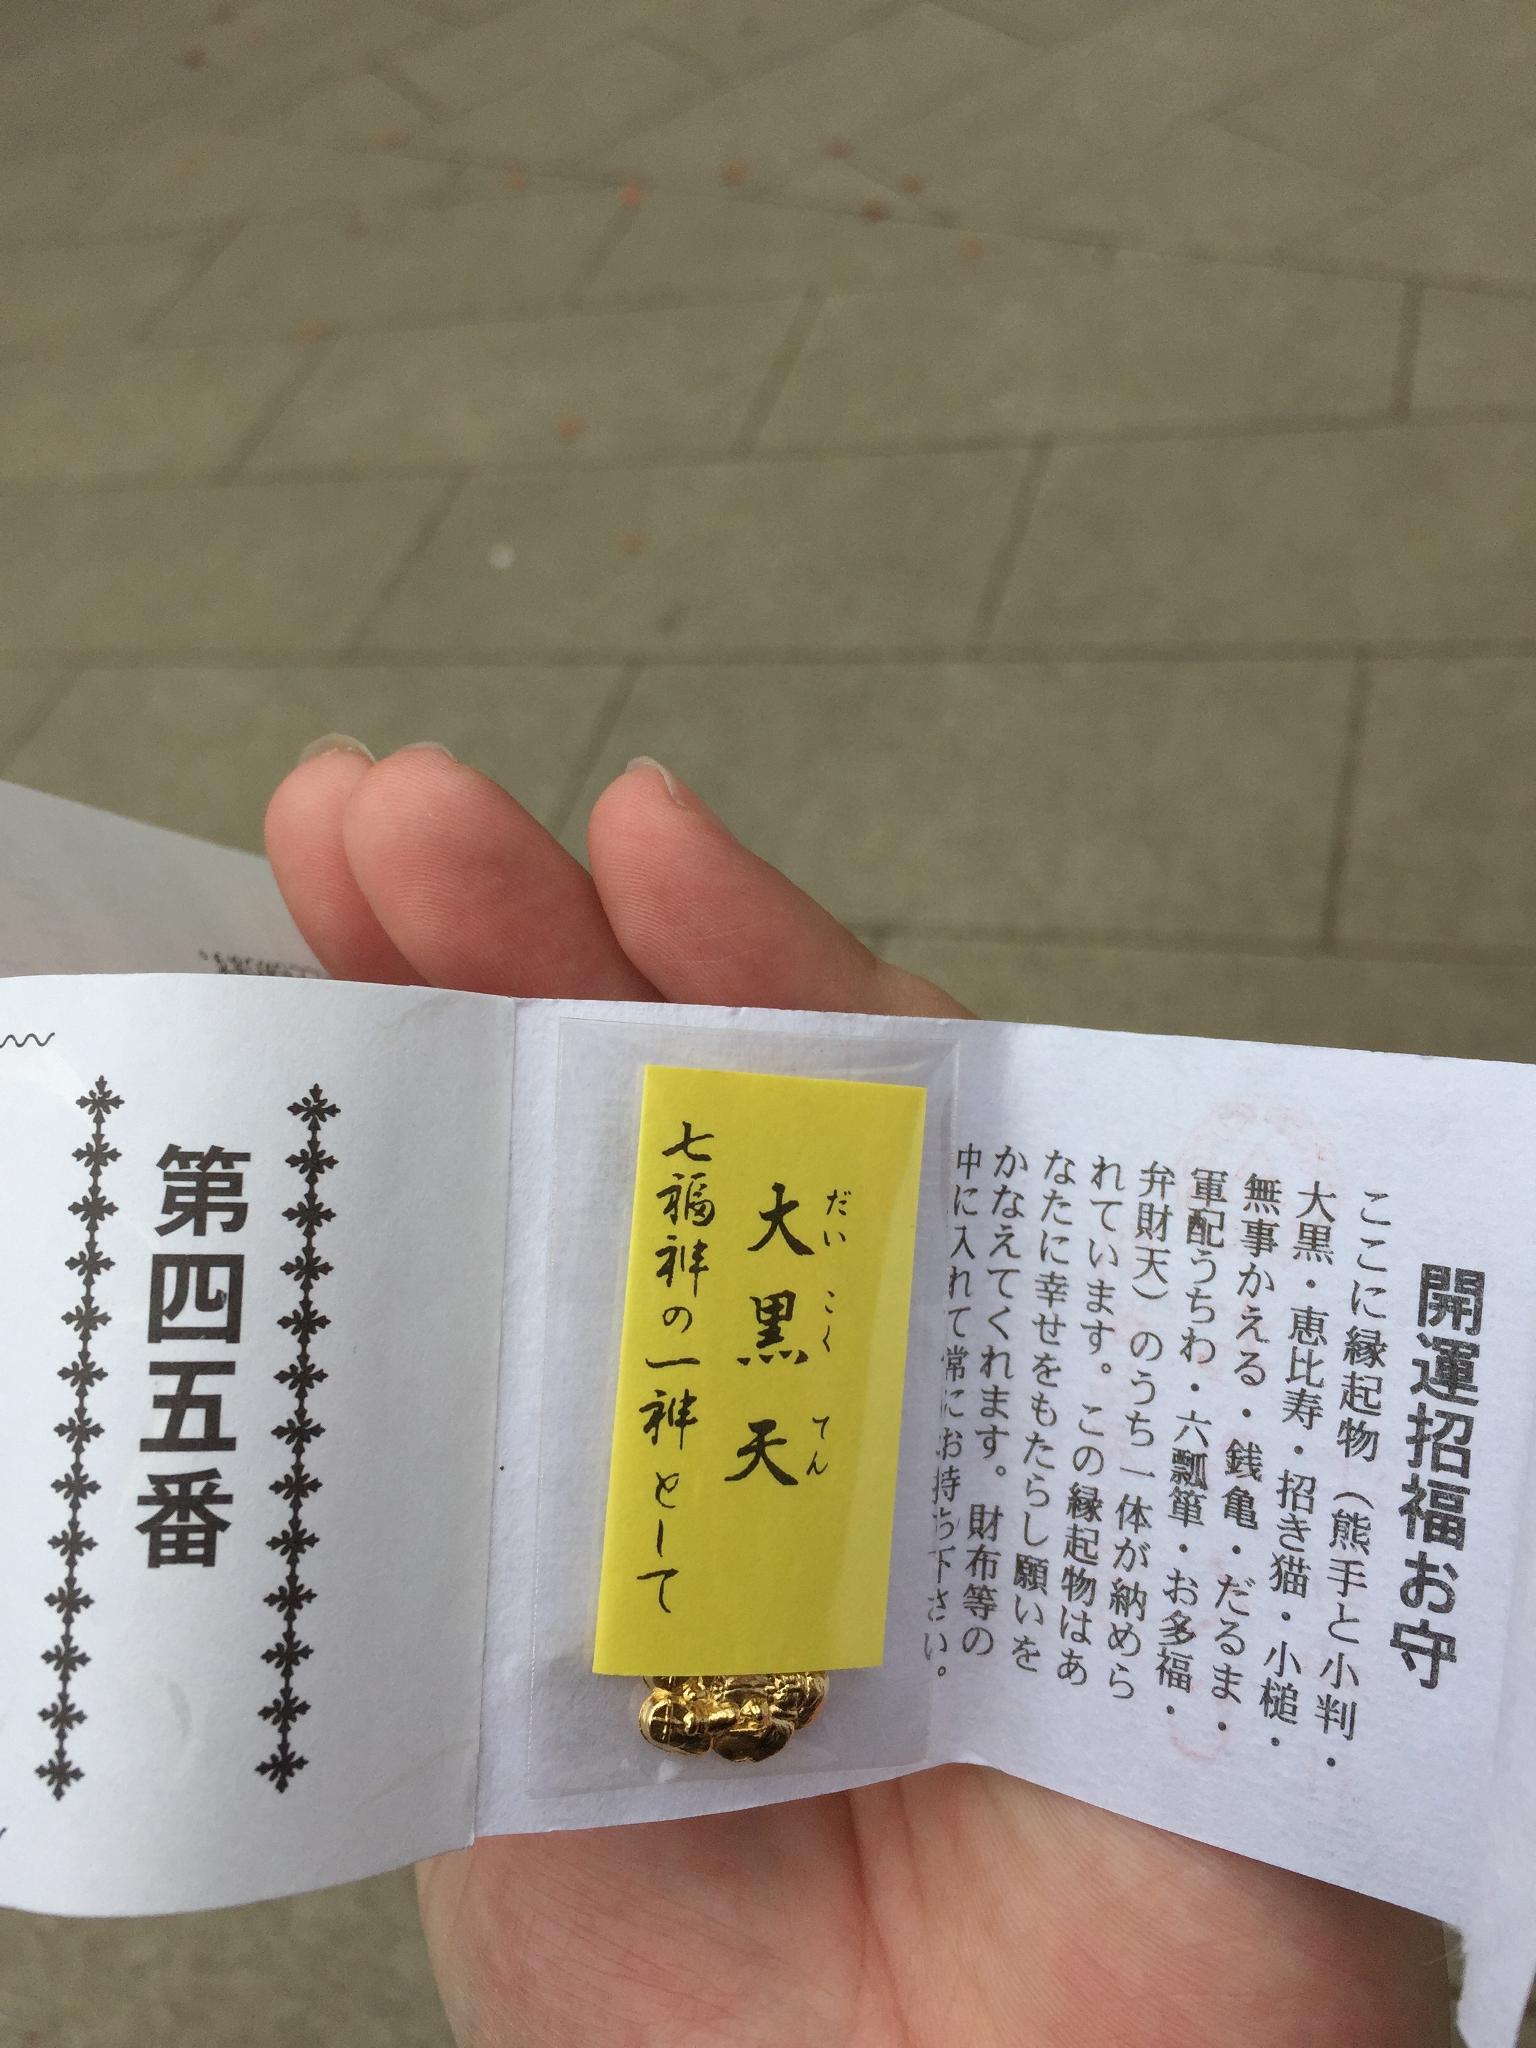 開運招福お守
ここに縁起物（熊手と小判・
大黒・恵比寿・招き猫・小槌・
無事かえる・銭亀・だるま・
軍配うちわ・六瓢箪・お多福・
弁財天）のうち一体が納めら
れています。この縁起物はあ
なたに幸せをもたらし願いを
かなえてくれます。財布等の
中に入れて常にお持ち下さい。
だいこくてん
大黒天
七福神の一神として
第四五番